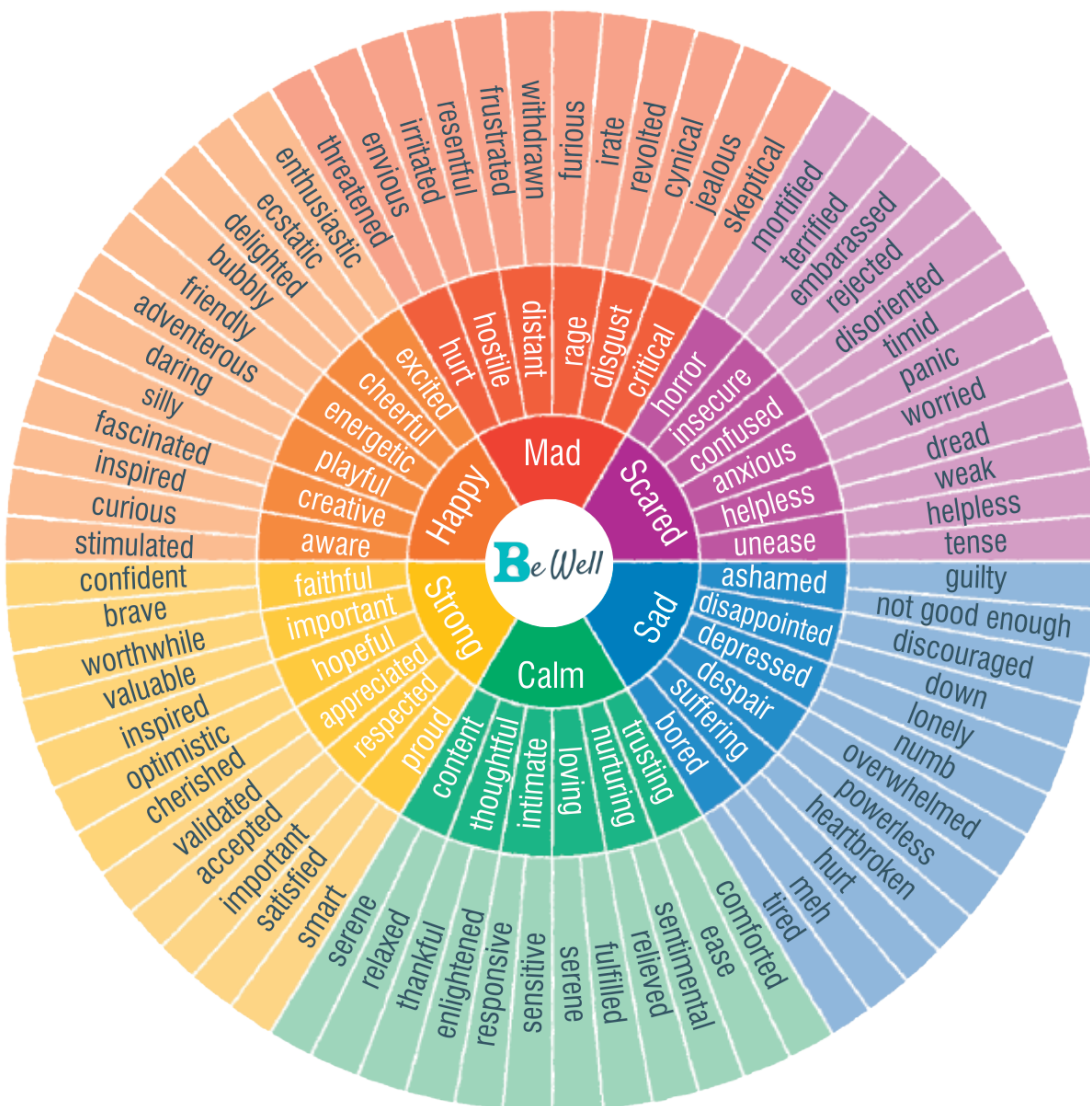 Be Well
Mad
hurt
hostile
distant
rage
disgust
critical
threatened
envious
irritated
resentful
frustrated
withdrawn
furious
irate
revolted
cynical
jealous
skeptical
Scared
horror
insecure
confused
anxious
helpless
unease
mortified
terrified
embarassed
rejected
disoriented
timid
panic
worried
dread
weak
helpless
tense
Sad
ashamed
disappointed
depressed
despair
suffering
bored
guilty
not good enough
discouraged
down
lonely
numb
overwhelmed
powerless
heartbroken
hurt
meh
tired
Calm
trusting
nurturing
loving
intimate
thoughtful
content
comforted
ease
sentimental
relieved
fulfilled
serene
sensitive
responsive
enlightened
thankful
relaxed
serene
Strong
proud
respected
appreciated
hopeful
important
faithful
smart
satisfied
important
accepted
validated
cherished
optimistic
inspired
valuable
worthwhile
brave
confident
Happy
aware
creative
playful
energetic
cheerful
excited
stimulated
curious
inspired
fascinated
silly
daring
adventerous
friendly
bubbly
delighted
ecstatic
enthusiastic